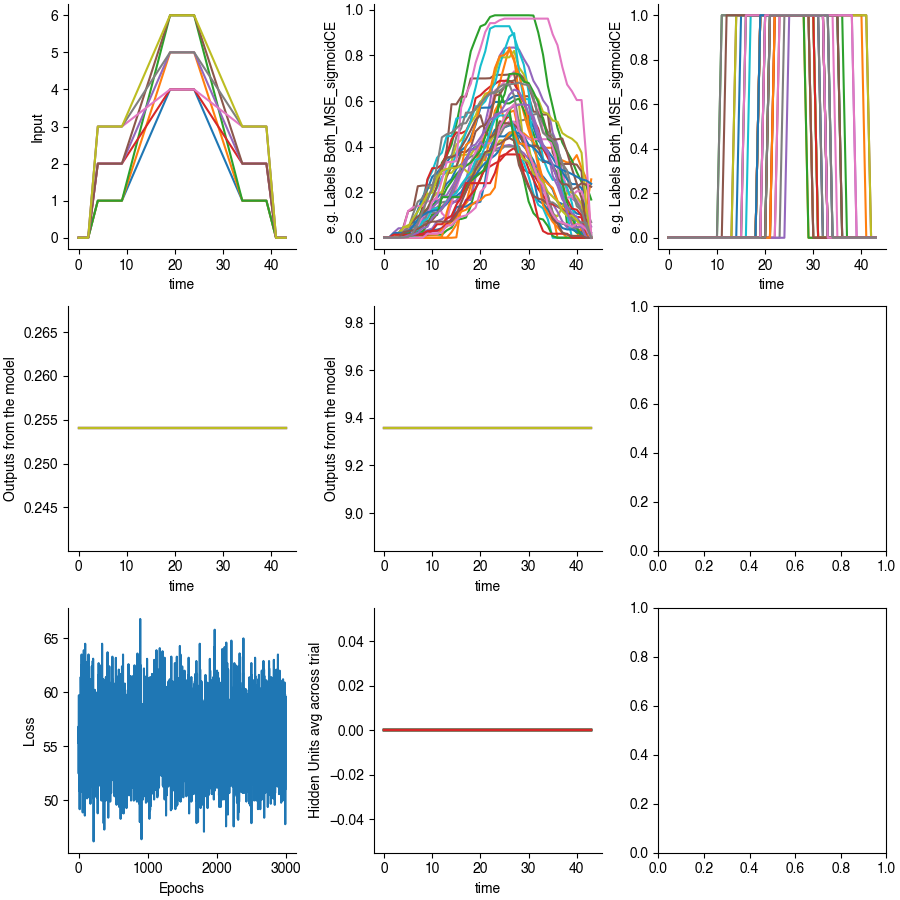 6
5
4
3
2
1
0
Input
0 10 20 30 40
time
1.0
0.8
0.6
0.4
0.2
0.0
e.g. Labels Both_MSE_sigmoidCE
0 10 20 30 40
time
1.0
0.8
0.6
0.4
0.2
0.0
e.g. Labels Both_MSE_sigmoidCE
0 10 20 30 40
time
0.265
0.260
0.255
0.250
0.245
Outputs from the model
0 10 20 30 40
time
9.8
9.6
9.4
9.2
9.0
Outputs from the model
0 10 20 30 40
time
1.0
0.8
0.6
0.4
0.2
0.0
0.0 0.2 0.4 0.6 0.8 1.0
65
60
55
50
Loss
0 1000 2000 3000
Epochs
0.04
0.02
0.00
−0.02
−0.04
Hidden Units avg across trial
0 10 20 30 40
time
1.0
0.8
0.6
0.4
0.2
0.0
0.0 0.2 0.4 0.6 0.8 1.0